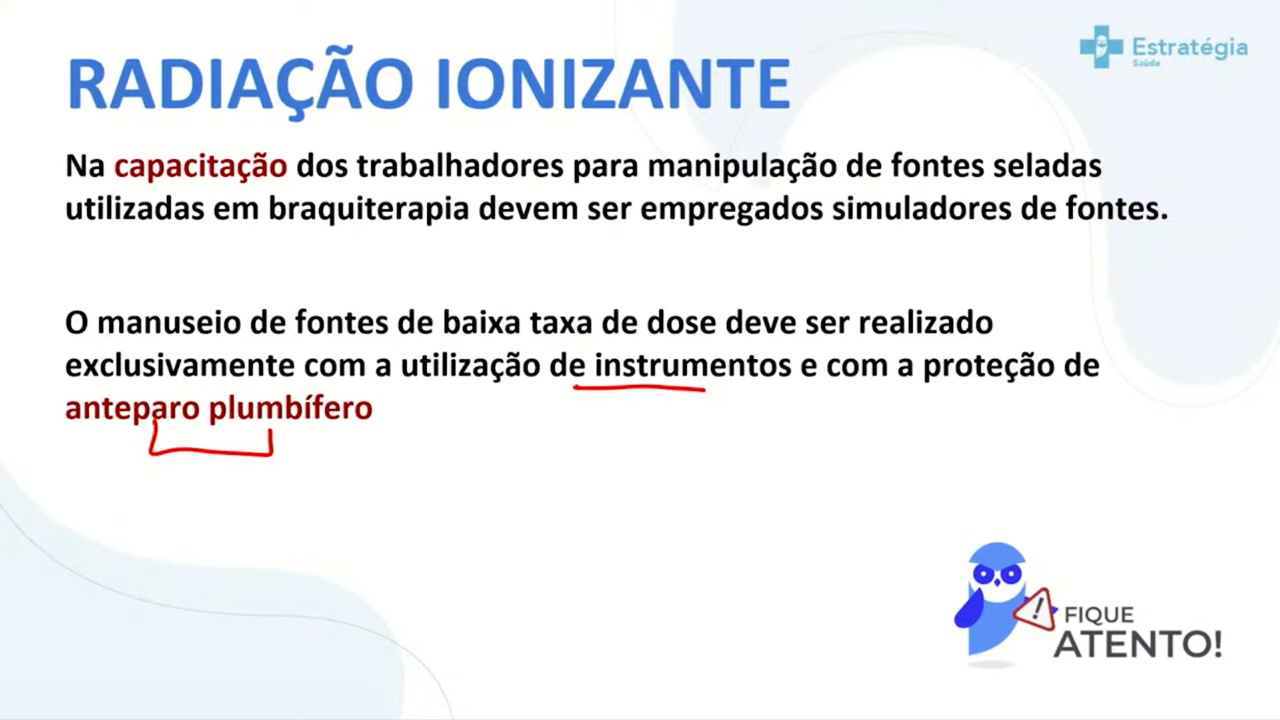 Estratégia
Saúde
RADIAÇÃO IONIZANTE
Na capacitação dos trabalhadores para manipulação de fontes seladas
utilizadas em braquiterapia devem ser empregados simuladores de fontes.
O manuseio de fontes de baixa taxa de dose deve ser realizado
exclusivamente com a utilização de instrumentos e com a proteção de
anteparo plumbífero
FIQUE
ATENTO!